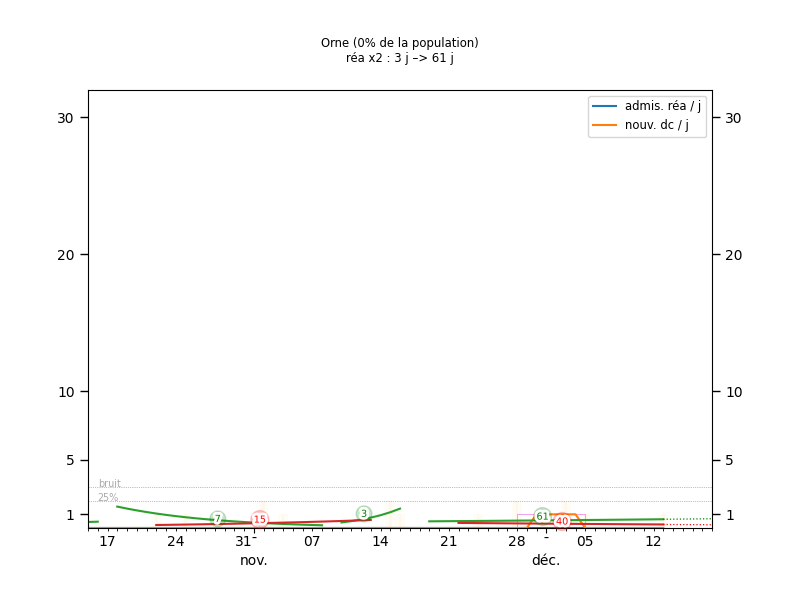 Orne (0% de la population)
réa x2 : 3 j –> 61 j
admis. réa / j
nouv. dc / j
30 30
20 20
10 10
5 5
bruit
25%
1 1
7 15 3 61 40
17 24 31- 07 14 21 28 - 05 12
nov. déc.